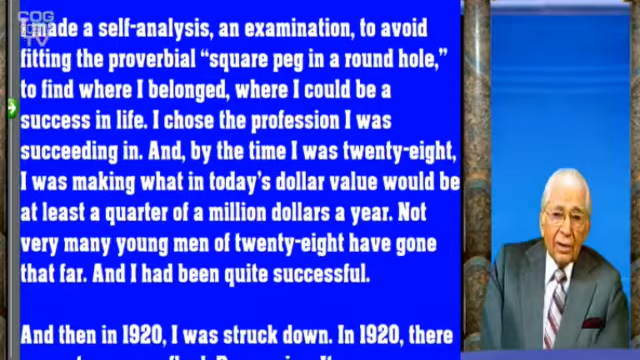 COG
TV
I made a self-analysis, an examination, to avoid
fitting the proverbial “square peg in a round hole,”
to find where I belonged, where I could be a
success in life. I chose the profession I was
succeeding in. And, by the time I was twenty-eight,
I was making what in today’s dollar value would be
at least a quarter of a million dollars a year. Not
very many young men of twenty-eight have gone
that far. And I had been quite successful.
And then in 1920, I was struck down. In 1920, there